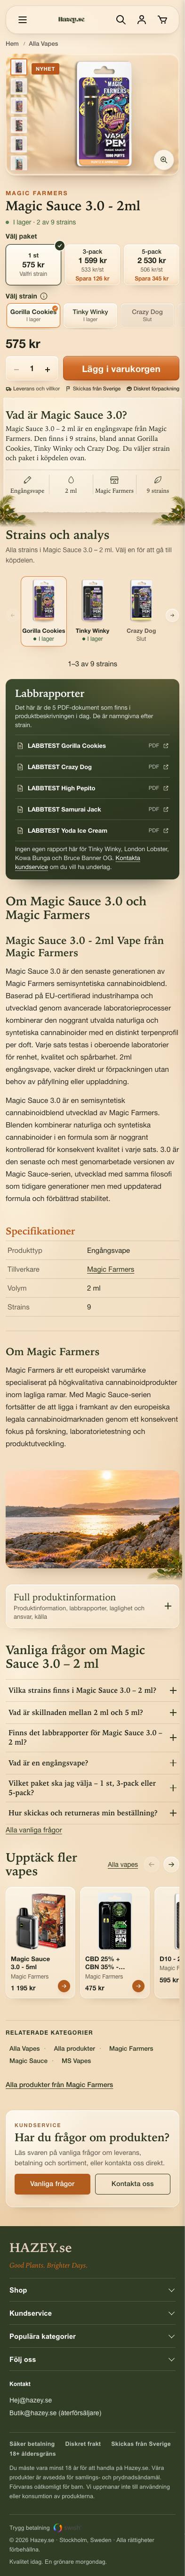 Hazey.se
Hem / Alla Vapes
NYHET
MAGIC FARMERS
Magic Sauce 3.0 - 2ml
I lager · 2 av 9 strains
Välj paket
1 st
575 kr
Valfri strain
3-pack
1 599 kr
533 kr/st
Spara 126 kr
5-pack
2 530 kr
506 kr/st
Spara 345 kr
Välj strain
Gorilla Cookies
I lager
Tinky Winky
I lager
Crazy Dog
Slut
575 kr
− 1 +
Lägg i varukorgen
Leverans och villkor
Skickas från Sverige
Diskret förpackning
Vad är Magic Sauce 3.0?
Magic Sauce 3.0 – 2 ml är en engångsvape från Magic
Farmers. Den finns i 9 strains, bland annat Gorilla
Cookies, Tinky Winky och Crazy Dog. Du väljer strain
och paket i köpvalen ovan.
Engångsvape
2 ml
Magic Farmers
9 strains
Strains och analys
Alla strains i Magic Sauce 3.0 – 2 ml. Välj en för att gå till
köpdelen.
Gorilla Cookies
I lager
Tinky Winky
I lager
Crazy Dog
Slut
1–3 av 9 strains
Labbrapporter
Det här är de 5 PDF-dokument som finns i
produktbeskrivningen i dag. De är namngivna efter
strain.
LABBTEST Gorilla Cookies PDF
LABBTEST Crazy Dog PDF
LABBTEST High Pepito PDF
LABBTEST Samurai Jack PDF
LABBTEST Yoda Ice Cream PDF
Ingen egen rapport här för Tinky Winky, London Lobster,
Kowa Bunga och Bruce Banner OG. Kontakta
kundservice om du vill ha underlag.
Om Magic Sauce 3.0 och
Magic Farmers
Magic Sauce 3.0 - 2ml Vape från
Magic Farmers
Magic Sauce 3.0 är den senaste generationen av
Magic Farmers semisyntetiska cannabinoidblend.
Baserad på EU-certifierad industrihampa och
utvecklad genom avancerade laboratorieprocesser
kombinerar den noggrant utvalda naturliga och
syntetiska cannabinoider med en unik terpenprofil
och doft. Varje sats testas i oberoende laboratorier
för renhet, kvalitet och spårbarhet. 2ml
engångsvape, vaker direkt ur förpackningen utan
behov av påfyllning eller uppladdning.
Magic Sauce 3.0 är en semisyntetisk
cannabinoidblend utvecklad av Magic Farmers.
Blenden kombinerar naturliga och syntetiska
cannabinoider i en formula som är noggrant
kontrollerad för konsekvent kvalitet i varje sats. 3.0 är
den senaste och mest genomarbetade versionen av
Magic Sauce-serien, utvecklad med samma krav
som de tidigare generationer men med uppdaterad
formula och förbättrad stabilitet.
Specifikationer
Produkttyp Engångsvape
Tillverkare Magic Farmers
Volym 2 ml
Strains 9
Om Magic Farmers
Magic Farmers är ett europeiskt varumärke
specialiserat på högkvalitativa cannabinoidprodukter
inom lagliga ramar. Med Magic Sauce-serien
fortsätter de att ligga i framkant av den europeiska
legala cannabinoidmarknaden genom ett konsekvent
fokus på forskning, laboratorietestning och
produktutveckling.
Full produktinformation
Produktinformation, labbrapporter, laglighet och
ansvar, källa
Vanliga frågor om Magic
Sauce 3.0 – 2 ml
Vilka strains finns i Magic Sauce 3.0 – 2 ml?
Vad är skillnaden mellan 2 ml och 5 ml?
Finns det labbrapporter för Magic Sauce 3.0 –
2 ml?
Vad är en engångsvape?
Vilket paket ska jag välja – 1 st, 3-pack eller
5-pack?
Hur skickas och returneras min beställning?
Alla vanliga frågor
Upptäck fler
vapes
Alla vapes
Magic Sauce
3.0 - 5ml
Magic Farmers
1 195 kr
CBD 25% +
CBN 35% -...
Magic Farmers
475 kr
D10 - 2
Magic F
595 kr
RELATERADE KATEGORIER
Alla Vapes · Alla produkter · Magic Farmers
Magic Sauce · MS Vapes
Alla produkter från Magic Farmers
KUNDSERVICE
Har du frågor om produkten?
Läs svaren på vanliga frågor om leverans,
betalning och sortiment, eller kontakta oss direkt.
Vanliga frågor
Kontakta oss
HAZEY.se
Good Plants. Brighter Days.
Shop
Kundservice
Populära kategorier
Följ oss
Kontakt
Hej@hazey.se
Butik@hazey.se (återförsäljare)
Säker betalning Diskret frakt Skickas från Sverige
18+ åldersgräns
Du måste vara minst 18 år för att handla på Hazey.se. Våra
produkter är avsedda för samlings- och prydnadsändamål.
Förvaras oåtkomligt för barn. Vi uppmanar inte till användning
eller konsumtion av produkterna.
Trygg betalning
© 2026 Hazey.se · Stockholm, Sweden · Alla rättigheter
förbehållna.
Kvalitet idag. En grönare morgondag.